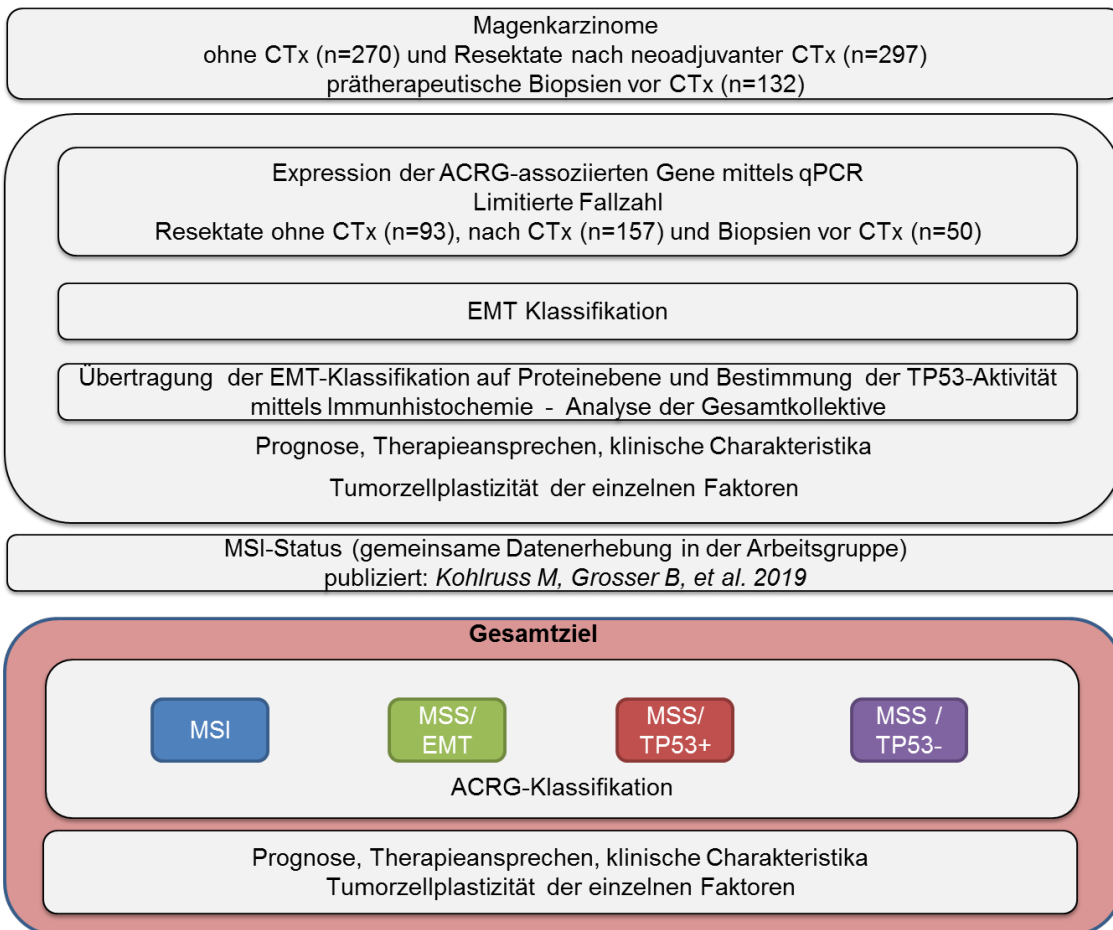 Magenkarzinome
ohne CTx (n=270) und Resektate nach neoadjuvanter CTx (n=297)
prätherapeutische Biopsien vor CTx (n=132)
Expression der ACRG-assoziierten Gene mittels qPCR
Limitierte Fallzahl
Resektate ohne CTx (n=93), nach CTx (n=157) und Biopsien vor CTx (n=50)
EMT Klassifikation
Übertragung der EMT-Klassifikation auf Proteinebene und Bestimmung der TP53-Aktivität
mittels Immunhistochemie - Analyse der Gesamtkollektive
Prognose, Therapieansprechen, klinische Charakteristika
Tumorzellplastizität der einzelnen Faktoren
MSI-Status (gemeinsame Datenerhebung in der Arbeitsgruppe)
publiziert: Kohlruss M, Grosser B, et al. 2019
Gesamtziel
MSI
MSS/
EMT
MSS/
TP53+
MSS /
TP53-
ACRG-Klassifikation
Prognose, Therapieansprechen, klinische Charakteristika
Tumorzellplastizität der einzelnen Faktoren